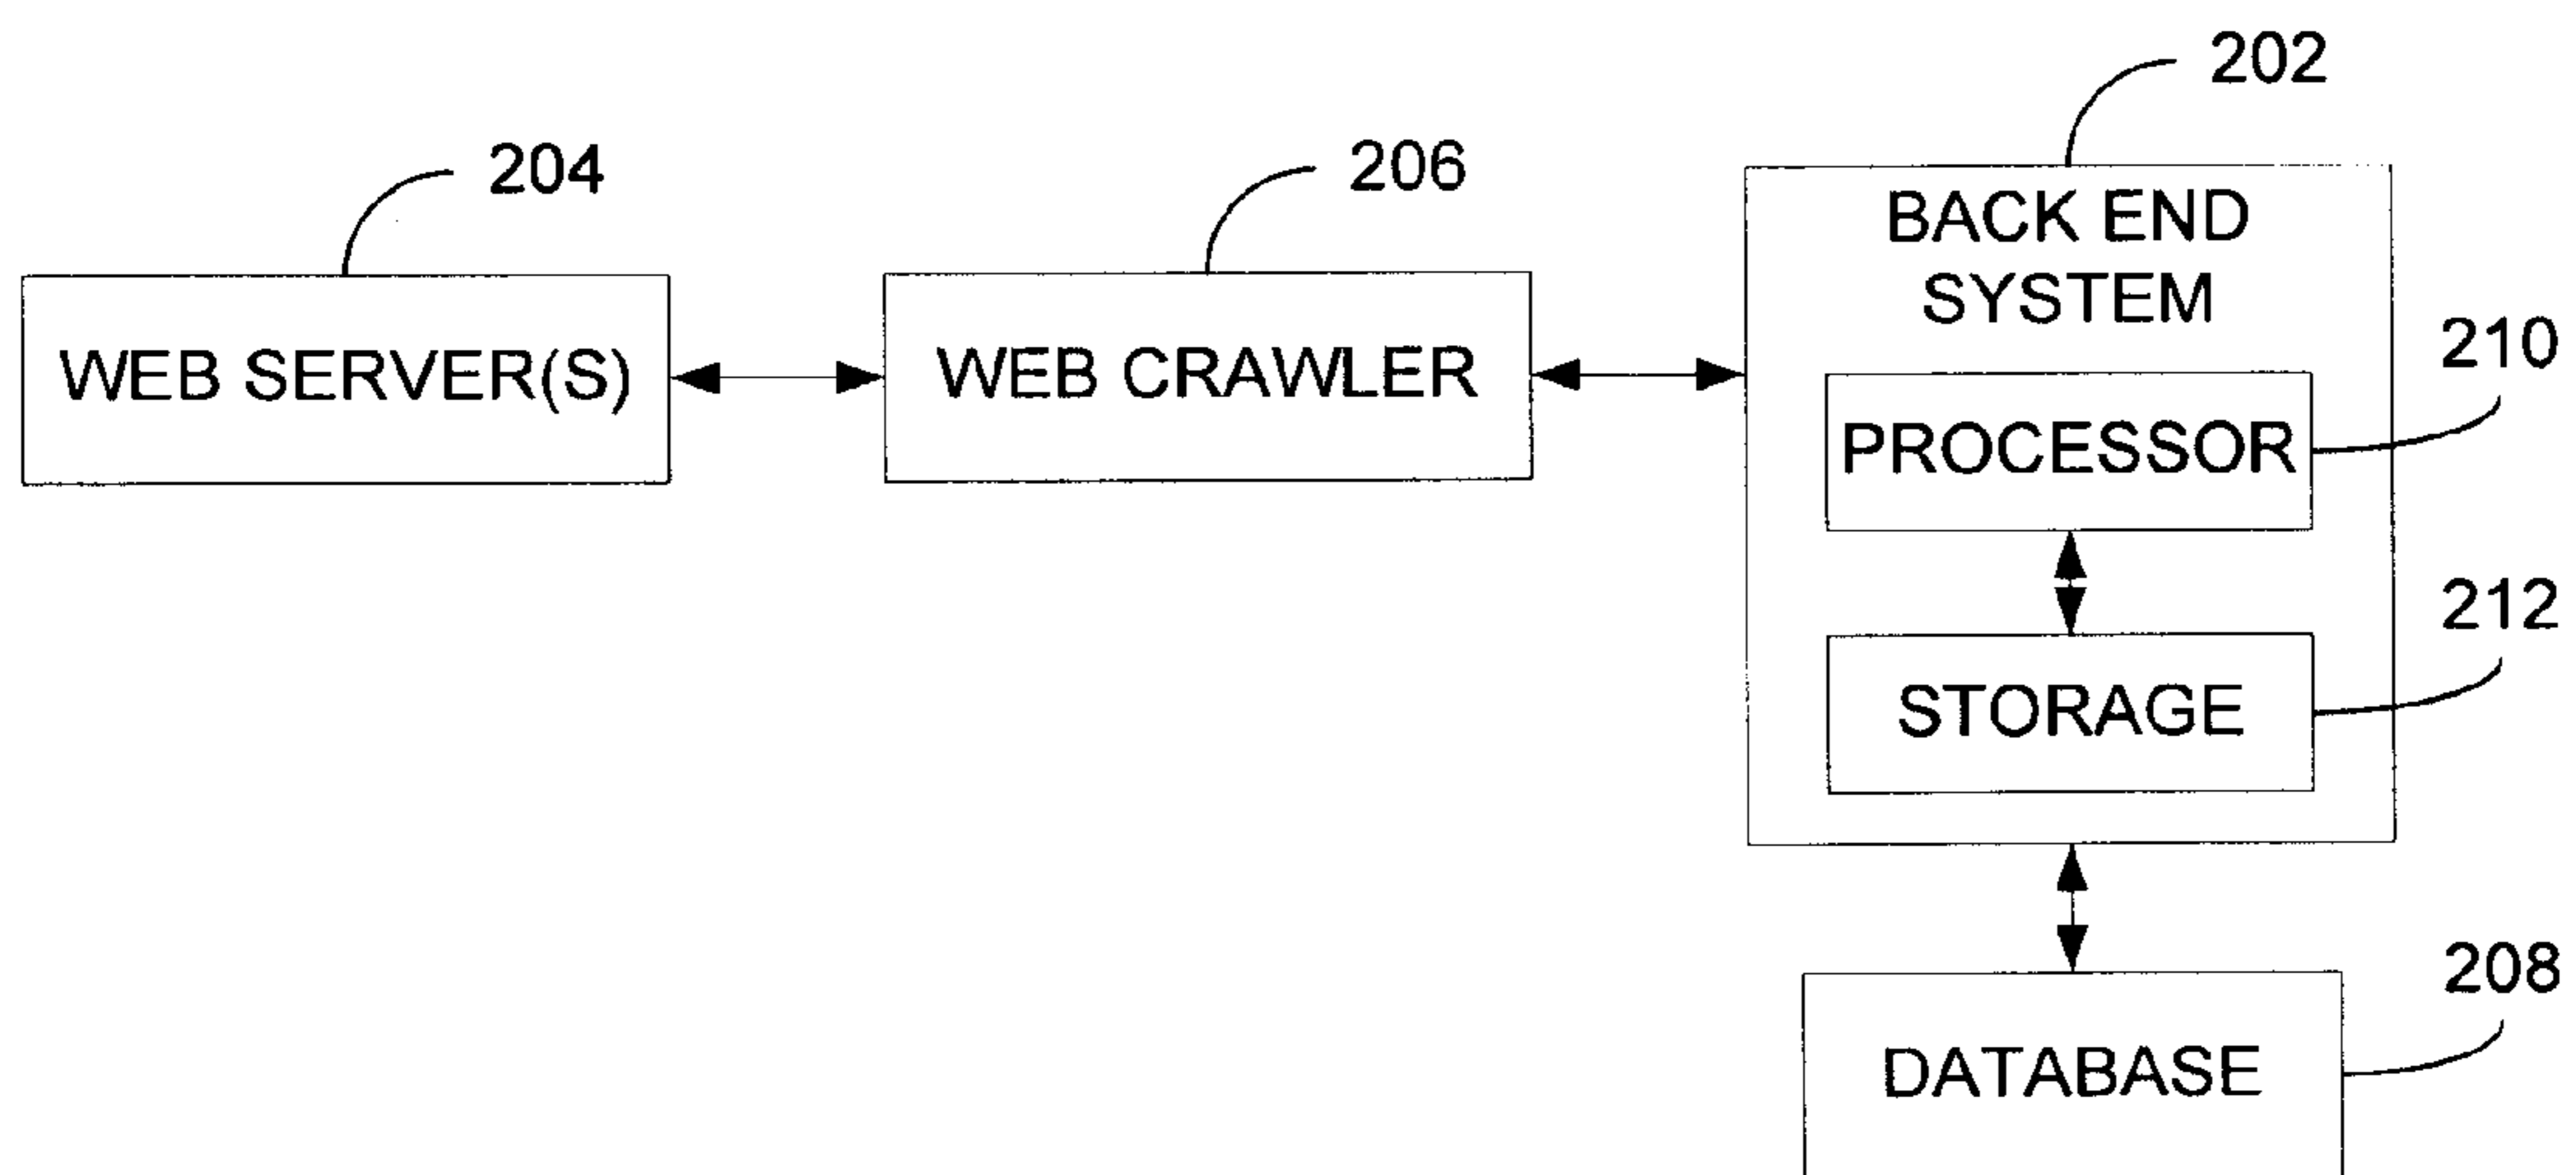 202
204
206
BACK END
SYSTEM
210
WEB SERVER(S)
WEB CRAWLER
PROCESSOR
212
STORAGE
208
DATABASE